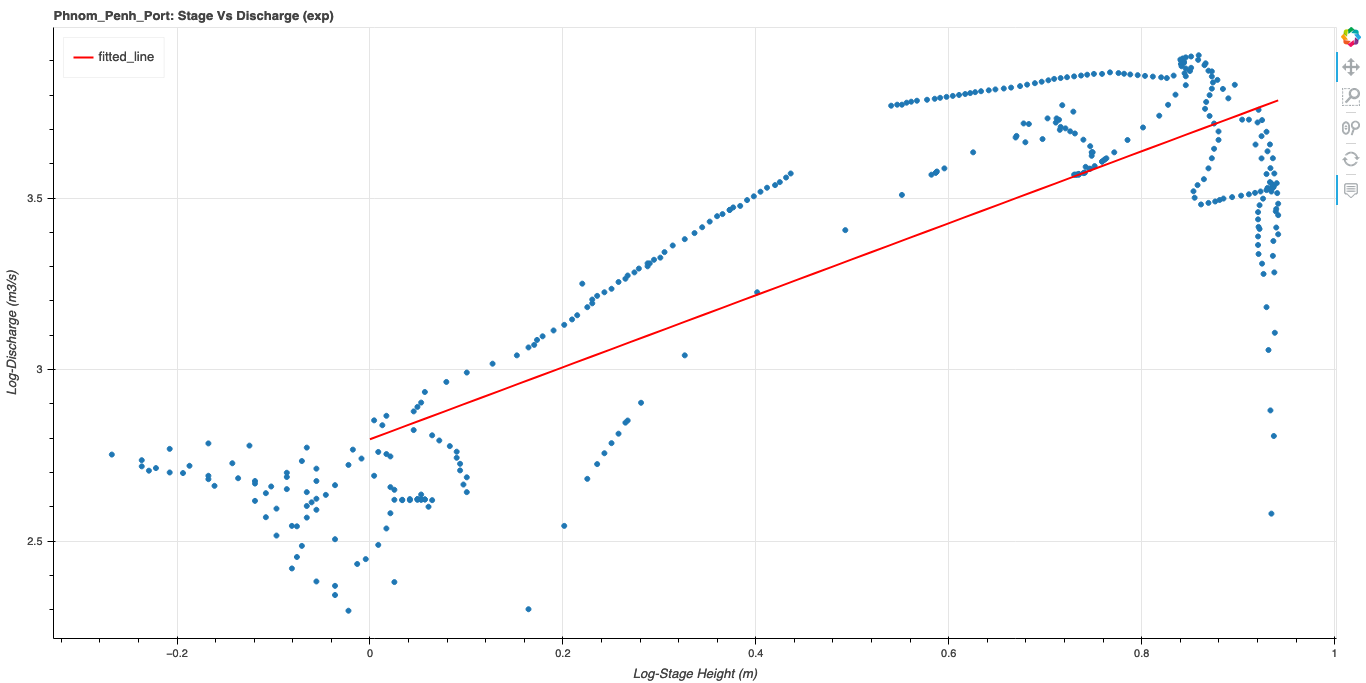 Phnom_Penh_Port: Stage Vs Discharge (exp)
fitted_line
Log-Discharge (m3/s)
3.5
3
2.5
−0.2
0
0.2
0.4
0.6
0.8
1
Log-Stage Height (m)